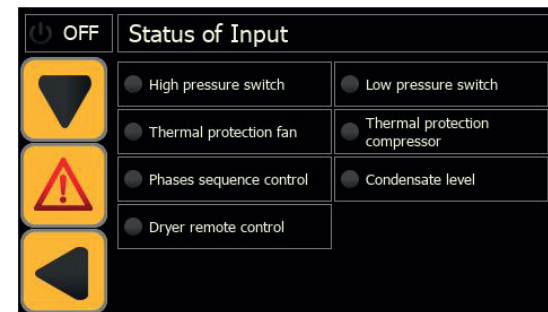 OFF
Status of Input
High pressure switch
Low pressure switch
Thermal protection fan
Thermal protection
compressor
Phases sequence control
Condensate level
Dryer remote control